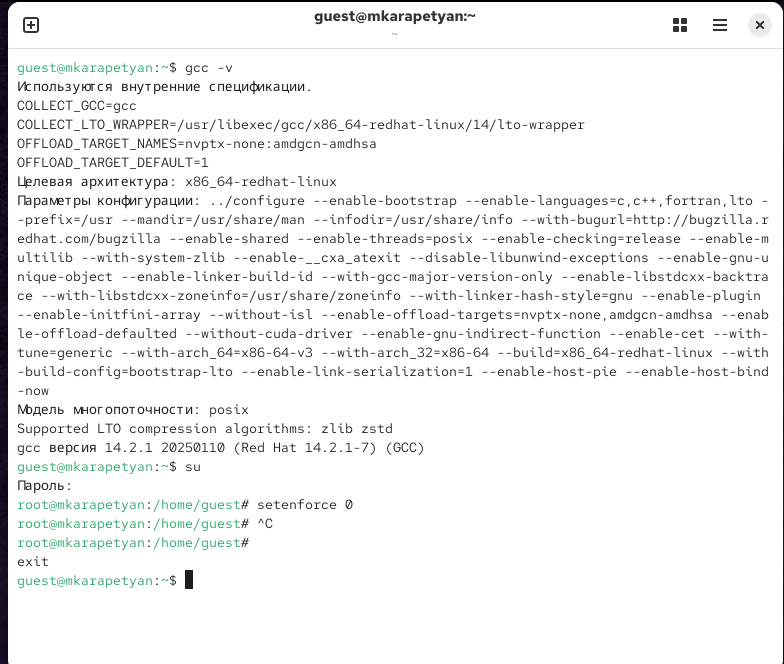 guest@mkarapetyan:~
~
guest@mkarapetyan:~$ gcc -v
Используются внутренние спецификации.
COLLECT_GCC=gcc
COLLECT_LTO_WRAPPER=/usr/libexec/gcc/x86_64-redhat-linux/14/lto-wrapper
OFFLOAD_TARGET_NAMES=nvptx-none:amdgcn-amdhsa
OFFLOAD_TARGET_DEFAULT=1
Целевая архитектура: x86_64-redhat-linux
Параметры конфигурации: ../configure --enable-bootstrap --enable-languages=c,c++,fortran,lto -
-prefix=/usr --mandir=/usr/share/man --infodir=/usr/share/info --with-bugurl=http://bugzilla.r
edhat.com/bugzilla --enable-shared --enable-threads=posix --enable-checking=release --enable-m
ultilib --with-system-zlib --enable-__cxa_atexit --disable-libunwind-exceptions --enable-gnu-u
nique-object --enable-linker-build-id --with-gcc-major-version-only --enable-libstdcxx-backtra
ce --with-libstdcxx-zoneinfo=/usr/share/zoneinfo --with-linker-hash-style=gnu --enable-plugin
--enable-initfini-array --without-isl --enable-offload-targets=nvptx-none,amdgcn-amdhsa --enab
le-offload-defaulted --without-cuda-driver --enable-gnu-indirect-function --enable-cet --with-
tune=generic --with-arch_64=x86-64-v3 --with-arch_32=x86-64 --build=x86_64-redhat-linux --with
-build-config=bootstrap-lto --enable-link-serialization=1 --enable-host-pie --enable-host-bind
-now
Модель многопоточности: posix
Supported LTO compression algorithms: zlib zstd
gcc версия 14.2.1 20250110 (Red Hat 14.2.1-7) (GCC)
guest@mkarapetyan:~$ su
Пароль:
root@mkarapetyan:/home/guest# setenforce 0
root@mkarapetyan:/home/guest# ^C
root@mkarapetyan:/home/guest#
exit
guest@mkarapetyan:~$